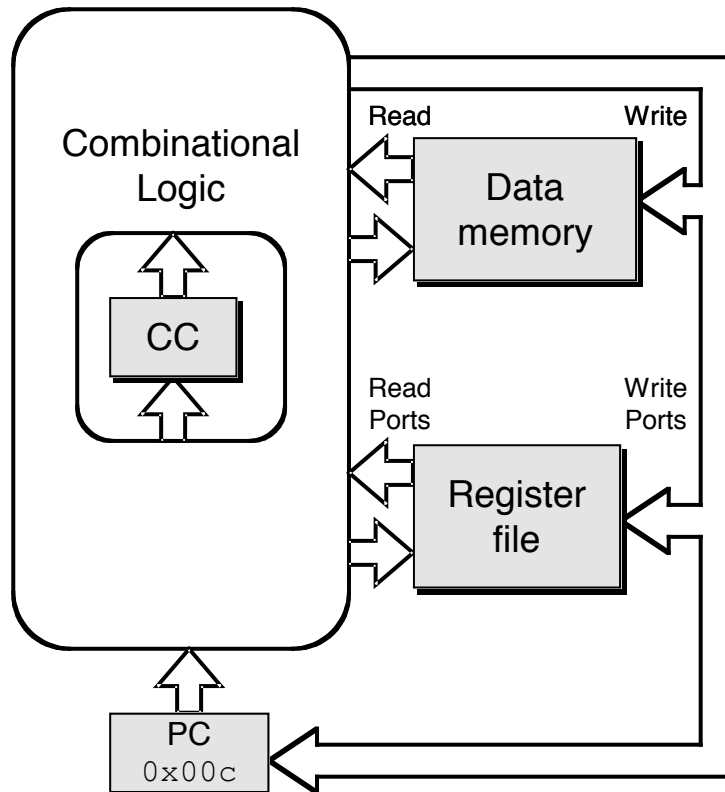 Combinational
Logic
CC
Read
Write
Data
memory
Read
Ports
Write
Ports
Register
file
PC
0x00c